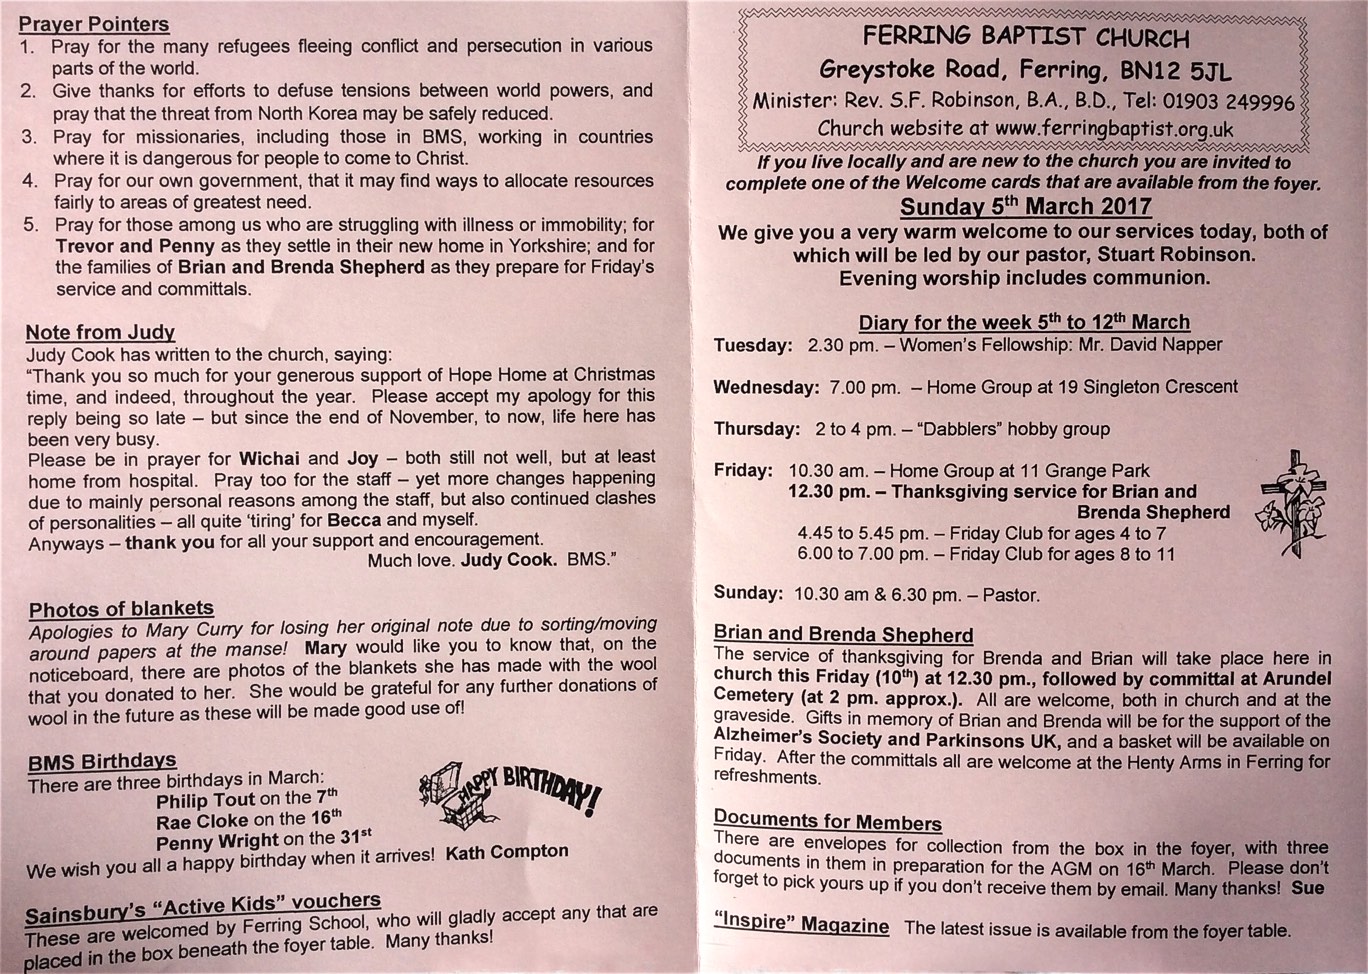 Prayer Pointers
1. Pray for the many refugees fleeing conflict and persecution in various
parts of the world.
2. Give thanks for efforts to defuse tensions between world powers, and
pray that the threat from North Korea may be safely reduced.
3. Pray for missionaries, including those in BMS, working in countries
where it is dangerous for people to come to Christ.
4. Pray for our own government, that it may find ways to allocate resources
fairly to areas of greatest need.
5. Pray for those among us who are struggling with illness or immobility; for
Trevor and Penny as they settle in their new home in Yorkshire; and for
the families of Brian and Brenda Shepherd as they prepare for Friday's
service and committals.
Note from Judy
Judy Cook has written to the church, saying:
"Thank you so much for your generous support of Hope Home at Christmas
time, and indeed, throughout the year. Please accept my apology for this
reply being so late – but since the end of November, to now, life here has
been very busy.
Please be in prayer for Wichai and Joy – both still not well, but at least
home from hospital. Pray too for the staff – yet more changes happening
due to mainly personal reasons among the staff, but also continued clashes
of personalities – all quite 'tiring' for Becca and myself.
Anyways – thank you for all your support and encouragement.
Much love. Judy Cook. BMS."
Photos of blankets
Apologies to Mary Curry for losing her original note due to sorting/moving
around papers at the manse! Mary would like you to know that, on the
noticeboard, there are photos of the blankets she has made with the wool
that you donated to her. She would be grateful for any further donations of
wool in the future as these will be made good use of!
BMS Birthdays
There are three birthdays in March:
Philip Tout on the 7th
Rae Cloke on the 16th
Penny Wright on the 31st
HAPPY BIRTHDAY!
We wish you all a happy birthday when it arrives! Kath Compton
Sainsbury's "Active Kids" vouchers
These are welcomed by Ferring School, who will gladly accept any that are
placed in the box beneath the foyer table. Many thanks!
FERRING BAPTIST CHURCH
Greystoke Road, Ferring, BN12 5JL
Minister: Rev. S.F. Robinson, B.A., B.D., Tel: 01903 249996
Church website at www.ferringbaptist.org.uk
If you live locally and are new to the church you are invited to
complete one of the Welcome cards that are available from the foyer.
Sunday 5th March 2017
We give you a very warm welcome to our services today, both of
which will be led by our pastor, Stuart Robinson.
Evening worship includes communion.
Diary for the week 5th to 12th March
Tuesday: 2.30 pm. – Women's Fellowship: Mr. David Napper
Wednesday: 7.00 pm. – Home Group at 19 Singleton Crescent
Thursday: 2 to 4 pm. – "Dabblers" hobby group
Friday: 10.30 am. – Home Group at 11 Grange Park
12.30 pm. – Thanksgiving service for Brian and
Brenda Shepherd
4.45 to 5.45 pm. – Friday Club for ages 4 to 7
6.00 to 7.00 pm. – Friday Club for ages 8 to 11
Sunday: 10.30 am & 6.30 pm. – Pastor.
Brian and Brenda Shepherd
The service of thanksgiving for Brenda and Brian will take place here in
church this Friday (10th) at 12.30 pm., followed by committal at Arundel
Cemetery (at 2 pm. approx.). All are welcome, both in church and at the
graveside. Gifts in memory of Brian and Brenda will be for the support of the
Alzheimer's Society and Parkinsons UK, and a basket will be available on
Friday. After the committals all are welcome at the Henty Arms in Ferring for
refreshments.
Documents for Members
There are envelopes for collection from the box in the foyer, with three
documents in them in preparation for the AGM on 16th March. Please don't
forget to pick yours up if you don't receive them by email. Many thanks! Sue
"Inspire" Magazine The latest issue is available from the foyer table.